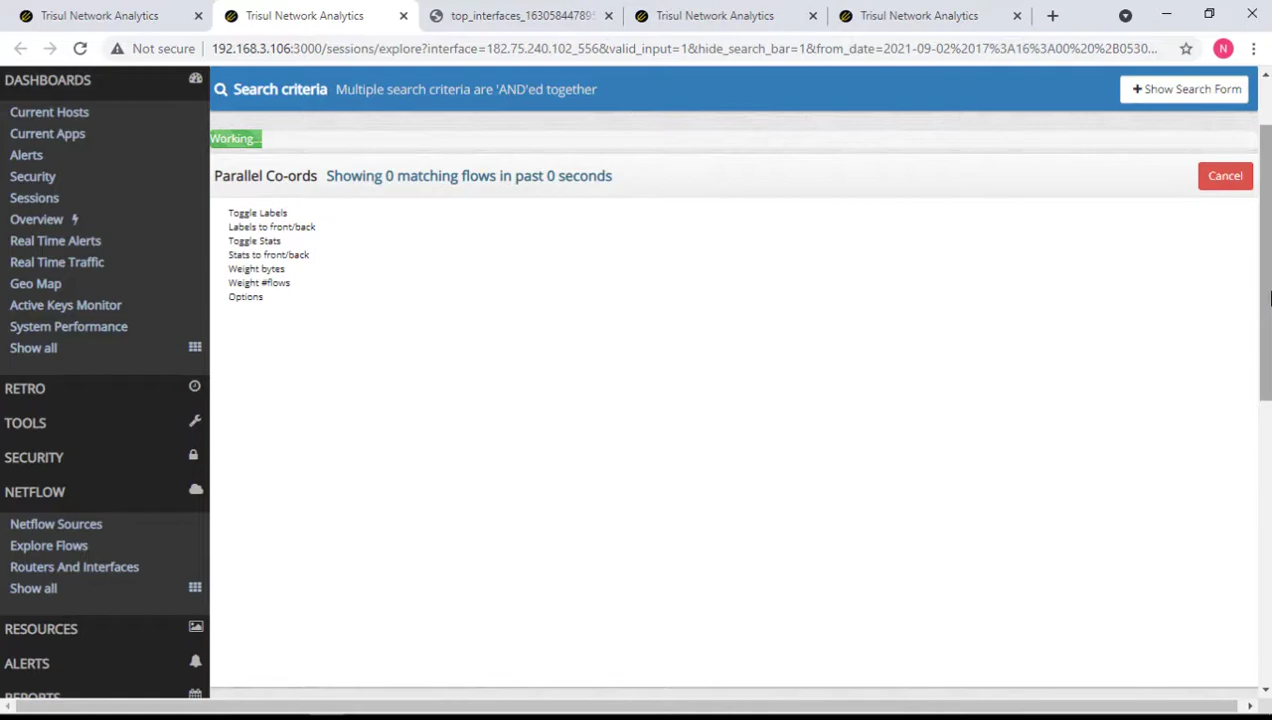 Trisul Network Analytics
Trisul Network Analytics
top_interfaces_16305844789
Trisul Network Analytics
Trisul Network Analytics
Not secure
192.168.3.106:3000/sessions/explore?interface=182.75.240.102_556&valid_input=1&hide_search_bar=1&from_date=2021-09-02%2017%3A16%3A00%20%2B0530...
N
DASHBOARDS
Current Hosts
Current Apps
Alerts
Security
Sessions
Overview
Real Time Alerts
Real Time Traffic
Geo Map
Active Keys Monitor
System Performance
Show all
RETRO
TOOLS
SECURITY
NETFLOW
Netflow Sources
Explore Flows
Routers And Interfaces
Show all
RESOURCES
ALERTS
REPORTS
Search criteria Multiple search criteria are 'AND'ed together
Show Search Form
Working...
Parallel Co-ords Showing 0 matching flows in past 0 seconds
Cancel
Toggle Labels
Labels to front/back
Toggle Stats
Stats to front/back
Weight bytes
Weight #flows
Options